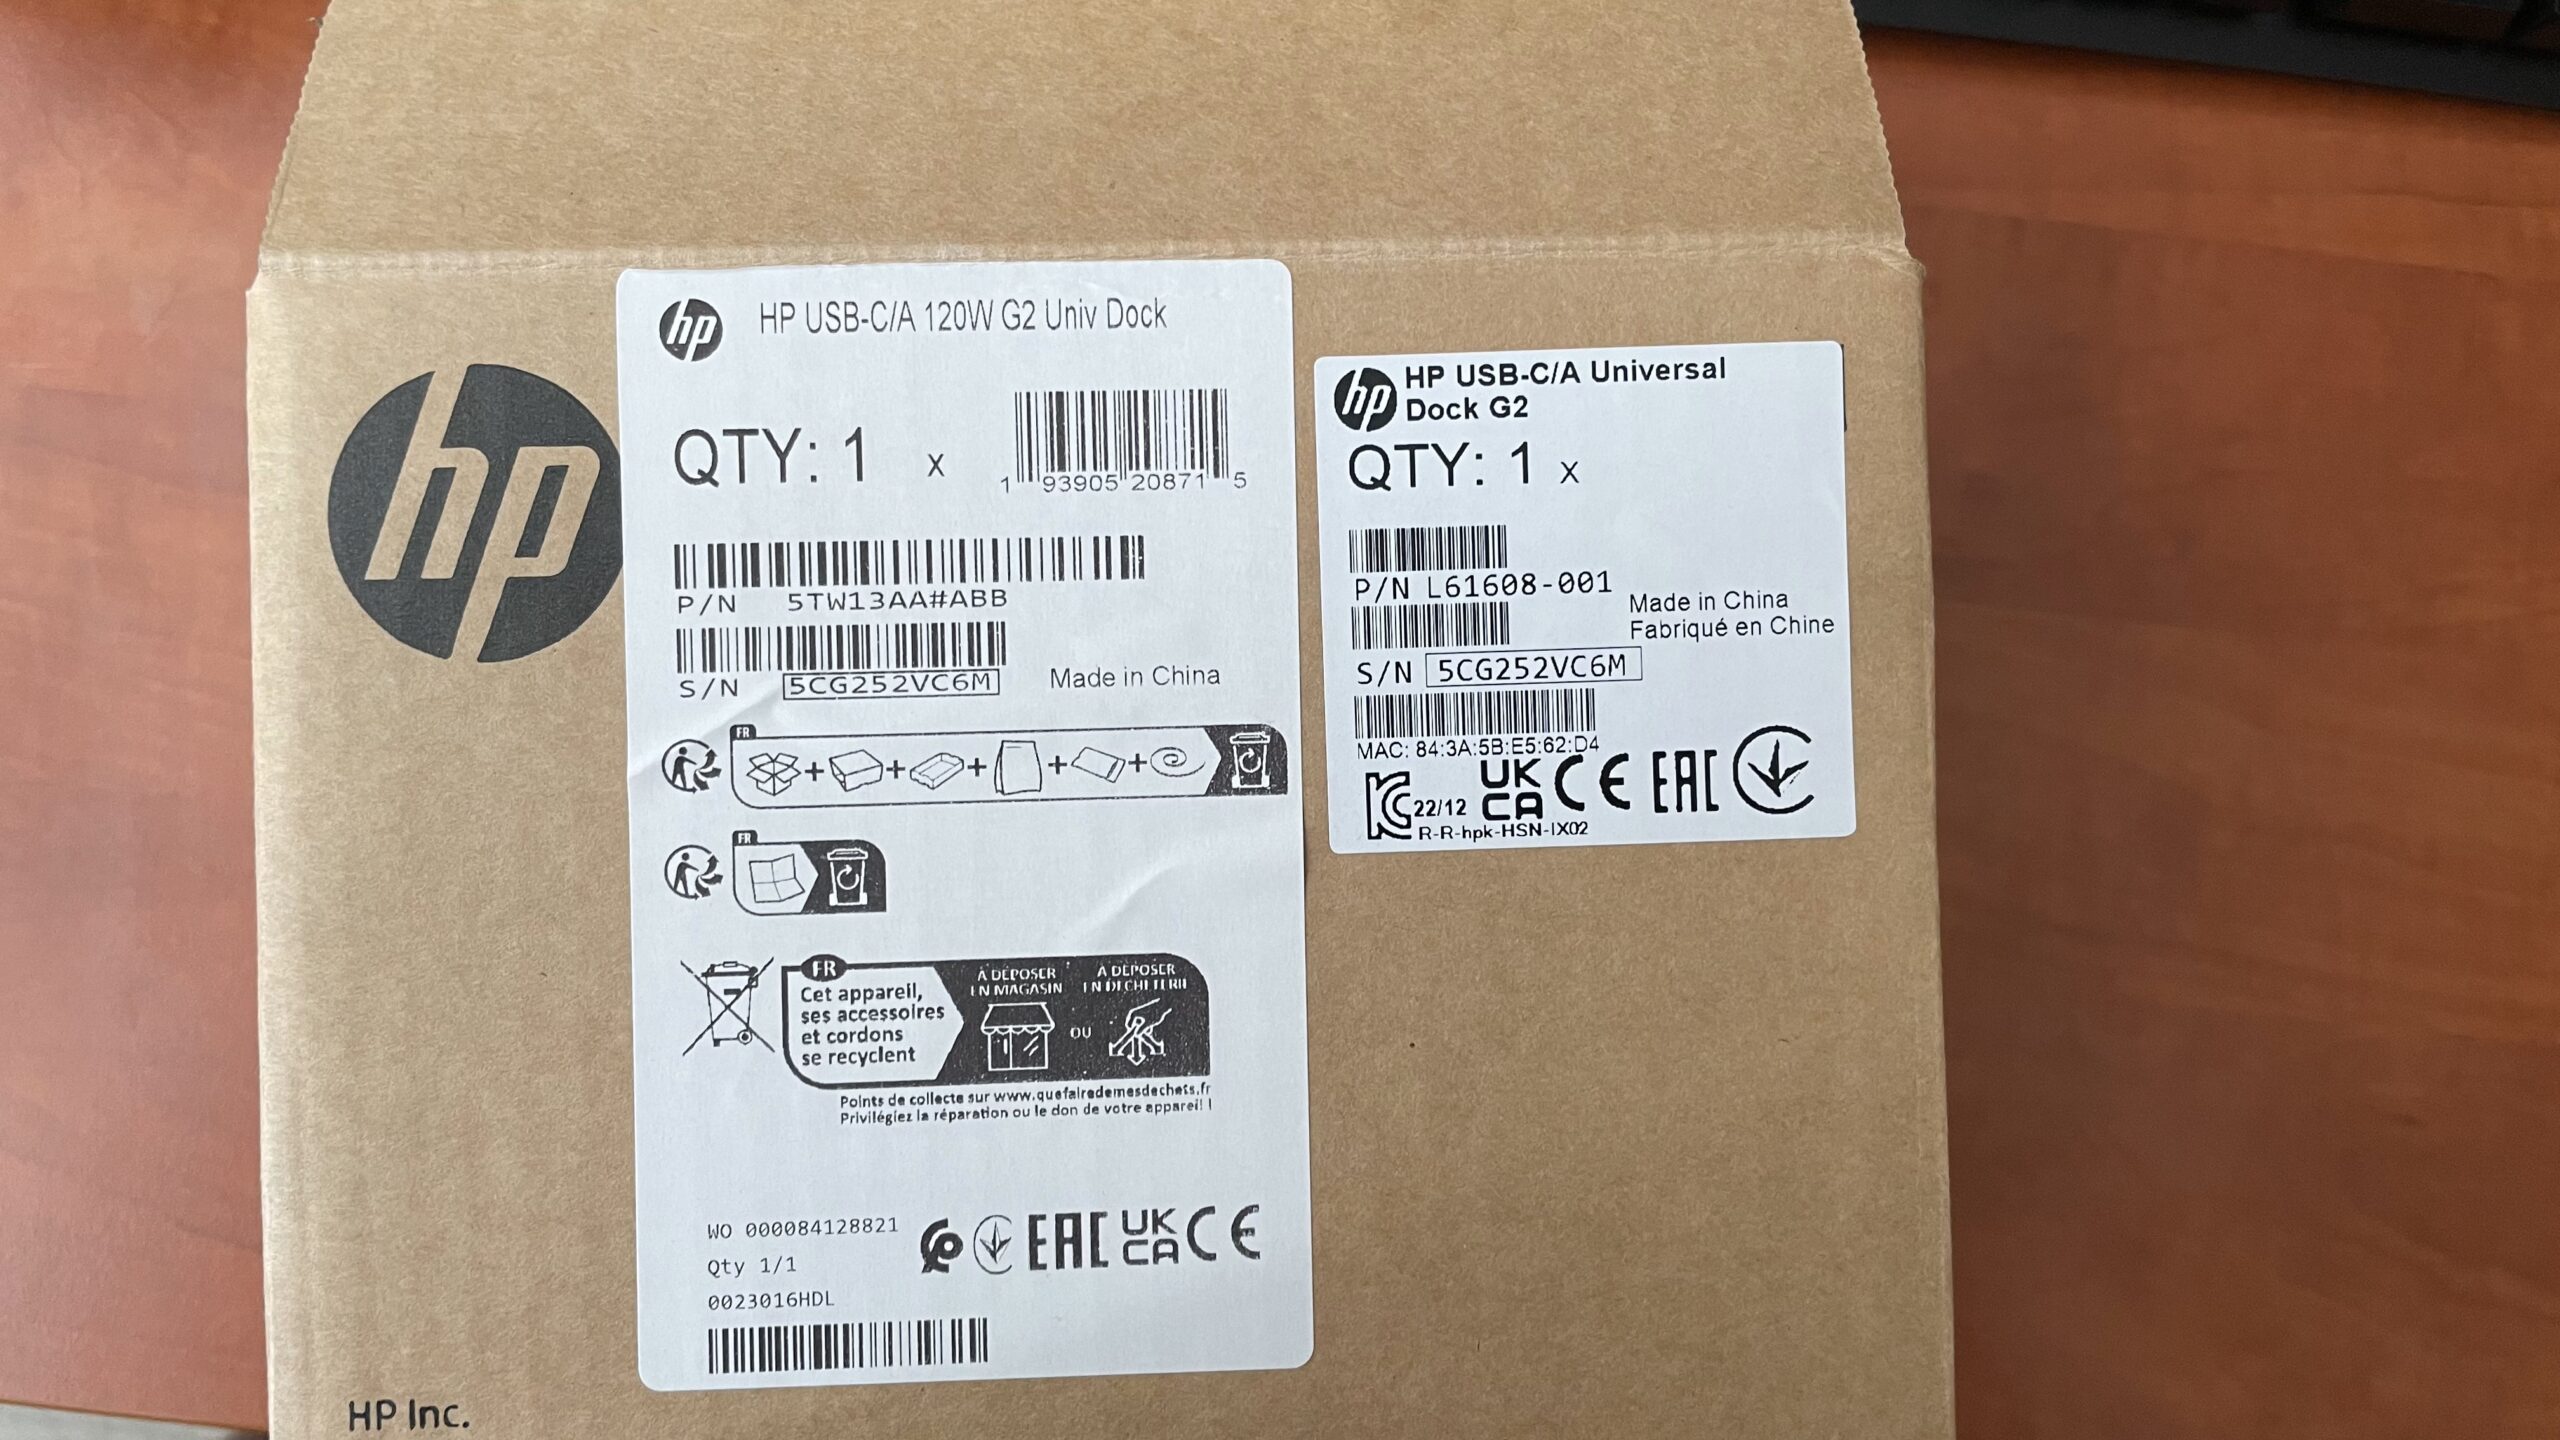 hp
hp HP USB-C/A 120W G2 Univ Dock
QTY: 1 x
1 93905 20871 5
P/N 5TW13AA#ABB
S/N 5CG252VC6M
Made in China
FR
FR
FR
Cet appareil,
ses accessoires
et cordons
se recyclent
À DÉPOSER
EN MAGASIN
OU
À DÉPOSER
EN DÉCHÈTERIE
Points de collecte sur www.quefairedemesdechets.fr
Privilégiez la réparation ou le don de votre appareil !
WO 000084128821
Qty 1/1
0023016HDL
EAC UK CA CE
hp HP USB-C/A Universal
Dock G2
QTY: 1 x
P/N L61608-001
Made in China
Fabriqué en Chine
S/N 5CG252VC6M
MAC: 84:3A:5B:E5:62:D4
22/12 UK CA CE EAC
R-R-hpk-HSN-IX02
HP Inc.